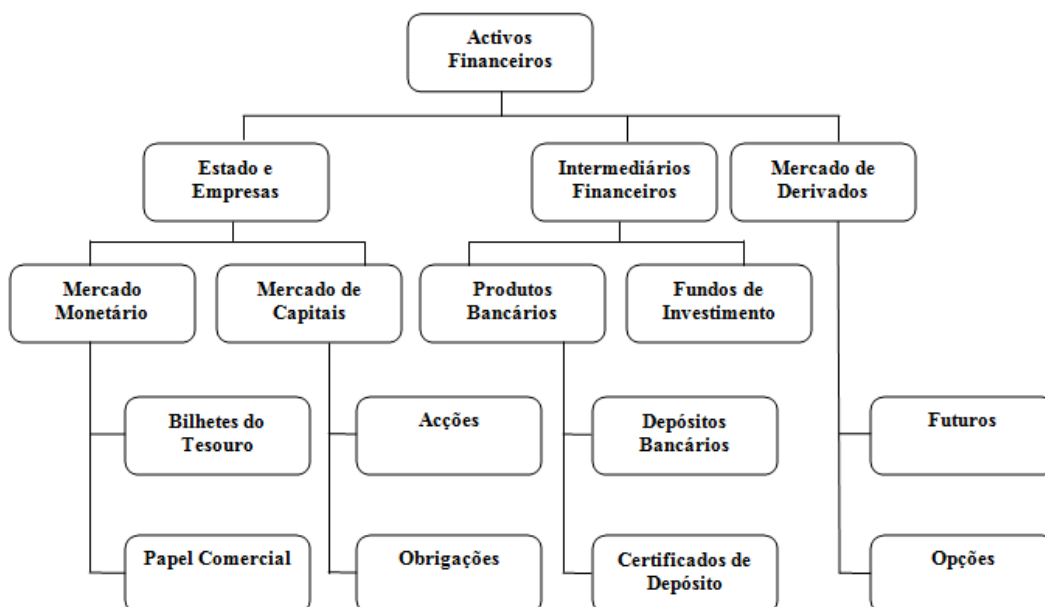 Activos
Financeiros
Estado e
Empresas
Intermediários
Financeiros
Mercado de
Derivados
Mercado
Monetário
Mercado de
Capitais
Produtos
Bancários
Fundos de
Investimento
Bilhetes do
Tesouro
Acções
Depósitos
Bancários
Futuros
Papel Comercial
Obrigações
Certificados de
Depósito
Opções